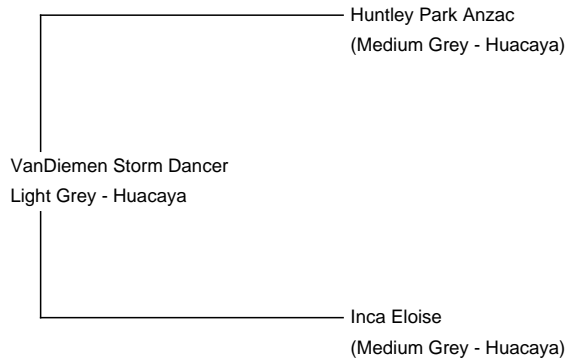 Huntley Park Anzac
(Medium Grey - Huacaya)
VanDiemen Storm Dancer
Light Grey - Huacaya
Inca Eloise
(Medium Grey - Huacaya)